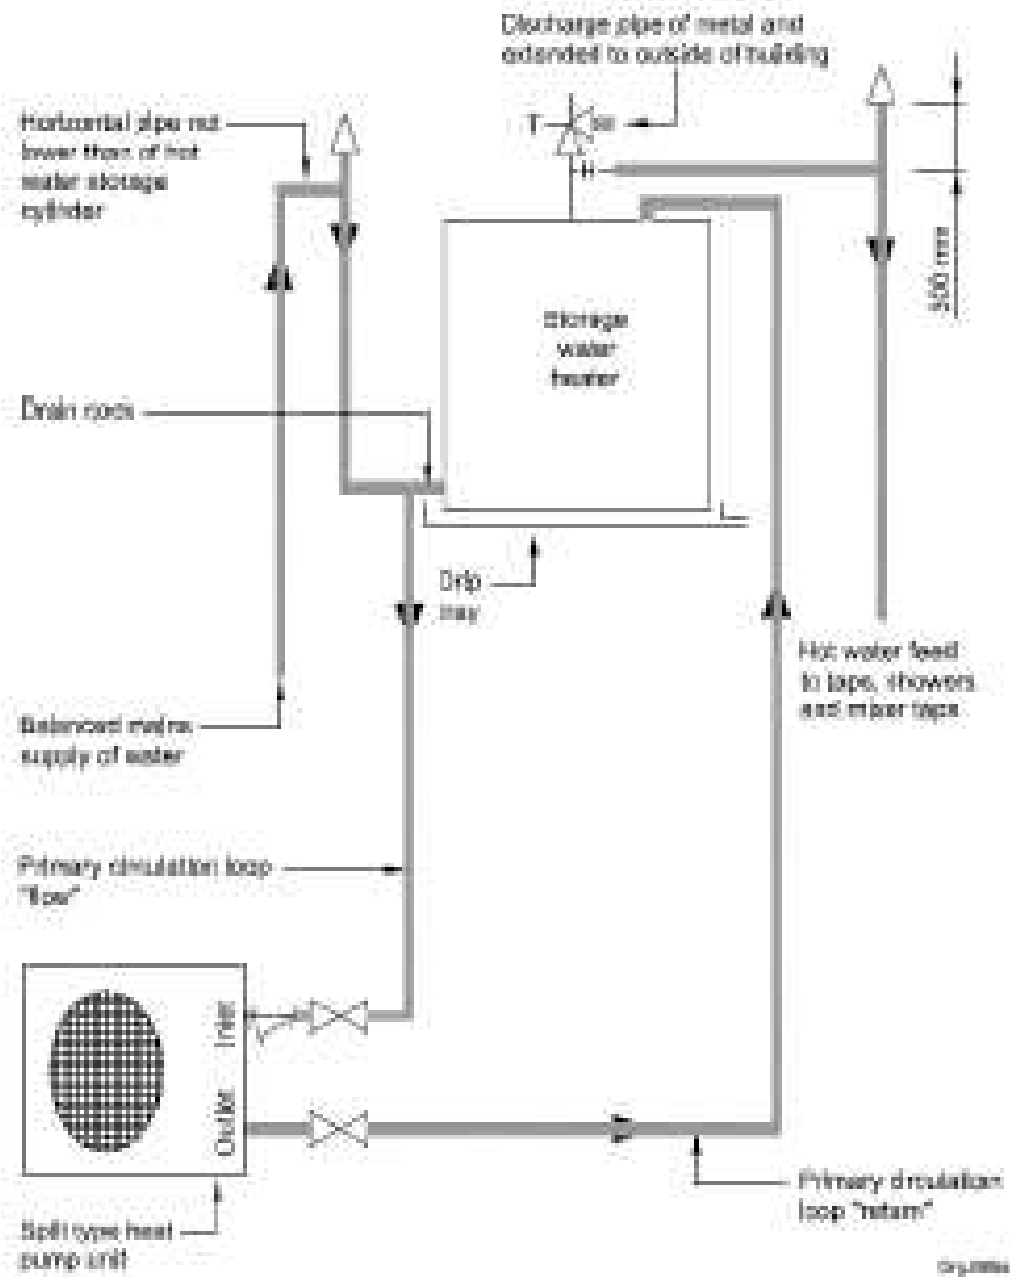 Discharge pipe of metal and
extended to outside of building
Horizontal pipe not
lower than of hot
water storage
cylinder
T
H
300 mm
Storage
water
heater
Drain cock
Drip
tray
Hot water feed
to taps, showers
and mixer taps
Balanced mains
supply of water
Primary circulation loop
"flow"
Inlet
Outlet
Primary circulation
loop "return"
Split type heat
pump unit